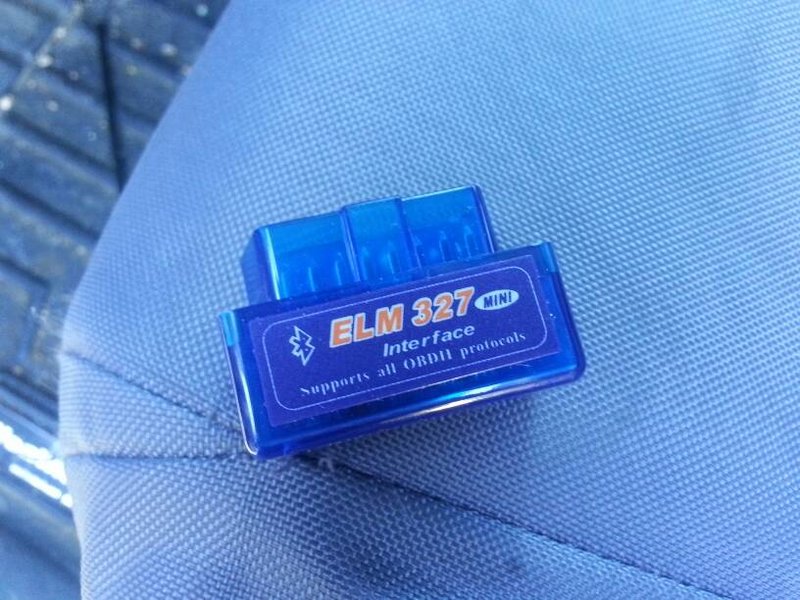 ELM 327 MINI
Interface
Supports all OBDII protocols